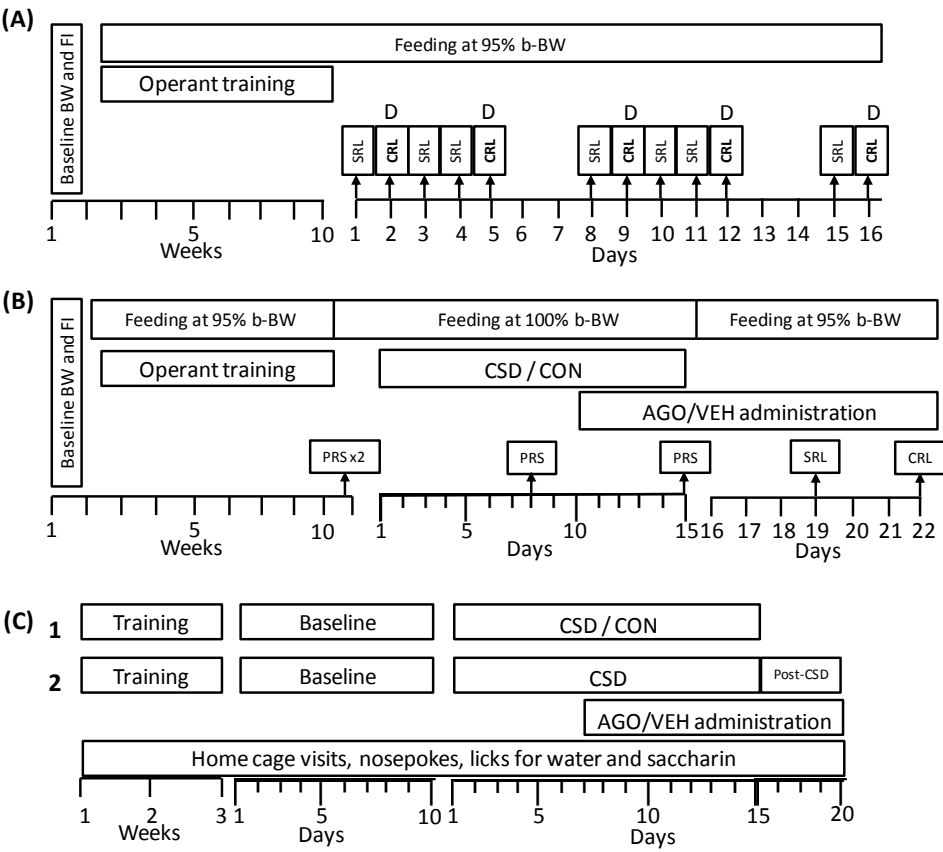 (A)
Baseline BW and FI
Feeding at 95% b-BW
Operant training
D D D D D
SRL CRL SRL SRL CRL SRL CRL SRL SRL CRL SRL CRL
1 5 10
Weeks
1 2 3 4 5 6 7 8 9 10 11 12 13 14 15 16
Days
(B)
Baseline BW and FI
Feeding at 95% b-BW Feeding at 100% b-BW Feeding at 95% b-BW
Operant training CSD / CON
AGO/VEH administration
PRS x2 PRS PRS SRL CRL
1 5 10 1 5 10 15 16 17 18 19 20 21 22
Weeks Days Days
(C)
1 Training Baseline CSD / CON
2 Training Baseline CSD Post-CSD
AGO/VEH administration
Home cage visits, nosepokes, licks for water and saccharin
1 2 3 1 5 10 1 5 10 15 20
Weeks Days Days